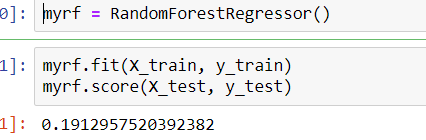 0]: myrf = RandomForestRegressor()
1]: myrf.fit(X_train, y_train)
myrf.score(X_test, y_test)
1]: 0.1912957520392382